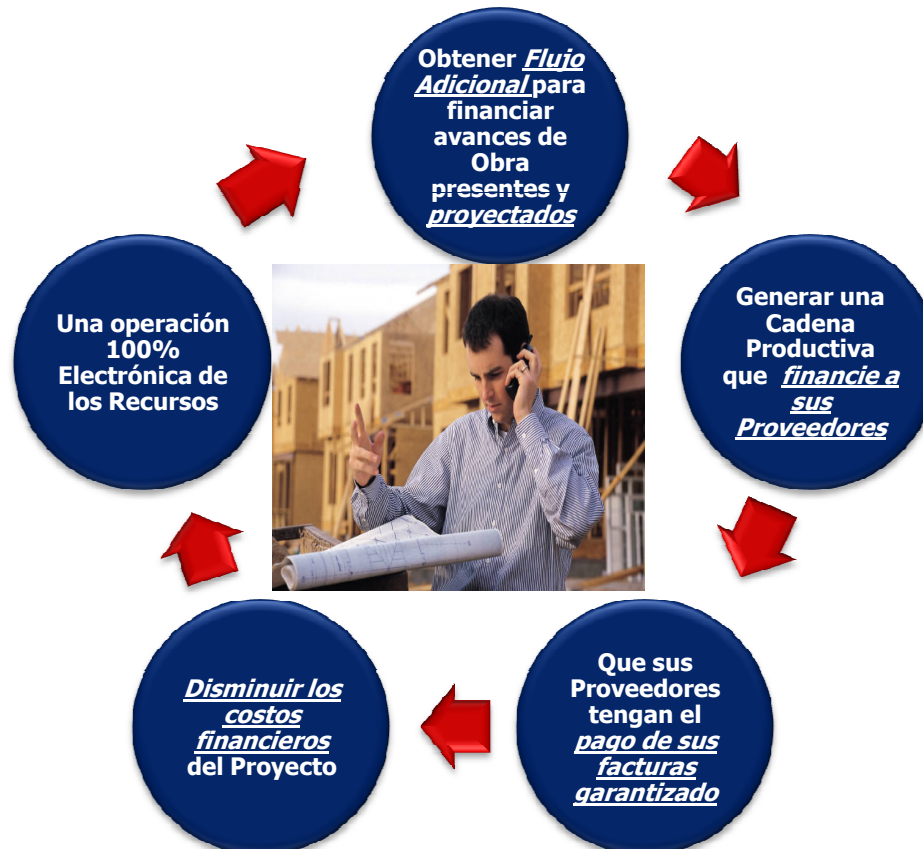 Obtener Flujo
Adicional para
financiar
avances de
Obra
presentes y
proyectados
Generar una
Cadena
Productiva
que financie a
sus
Proveedores
Que sus
Proveedores
tengan el
pago de sus
facturas
garantizado
Disminuir los
costos
financieros
del Proyecto
Una operación
100%
Electrónica de
los Recursos